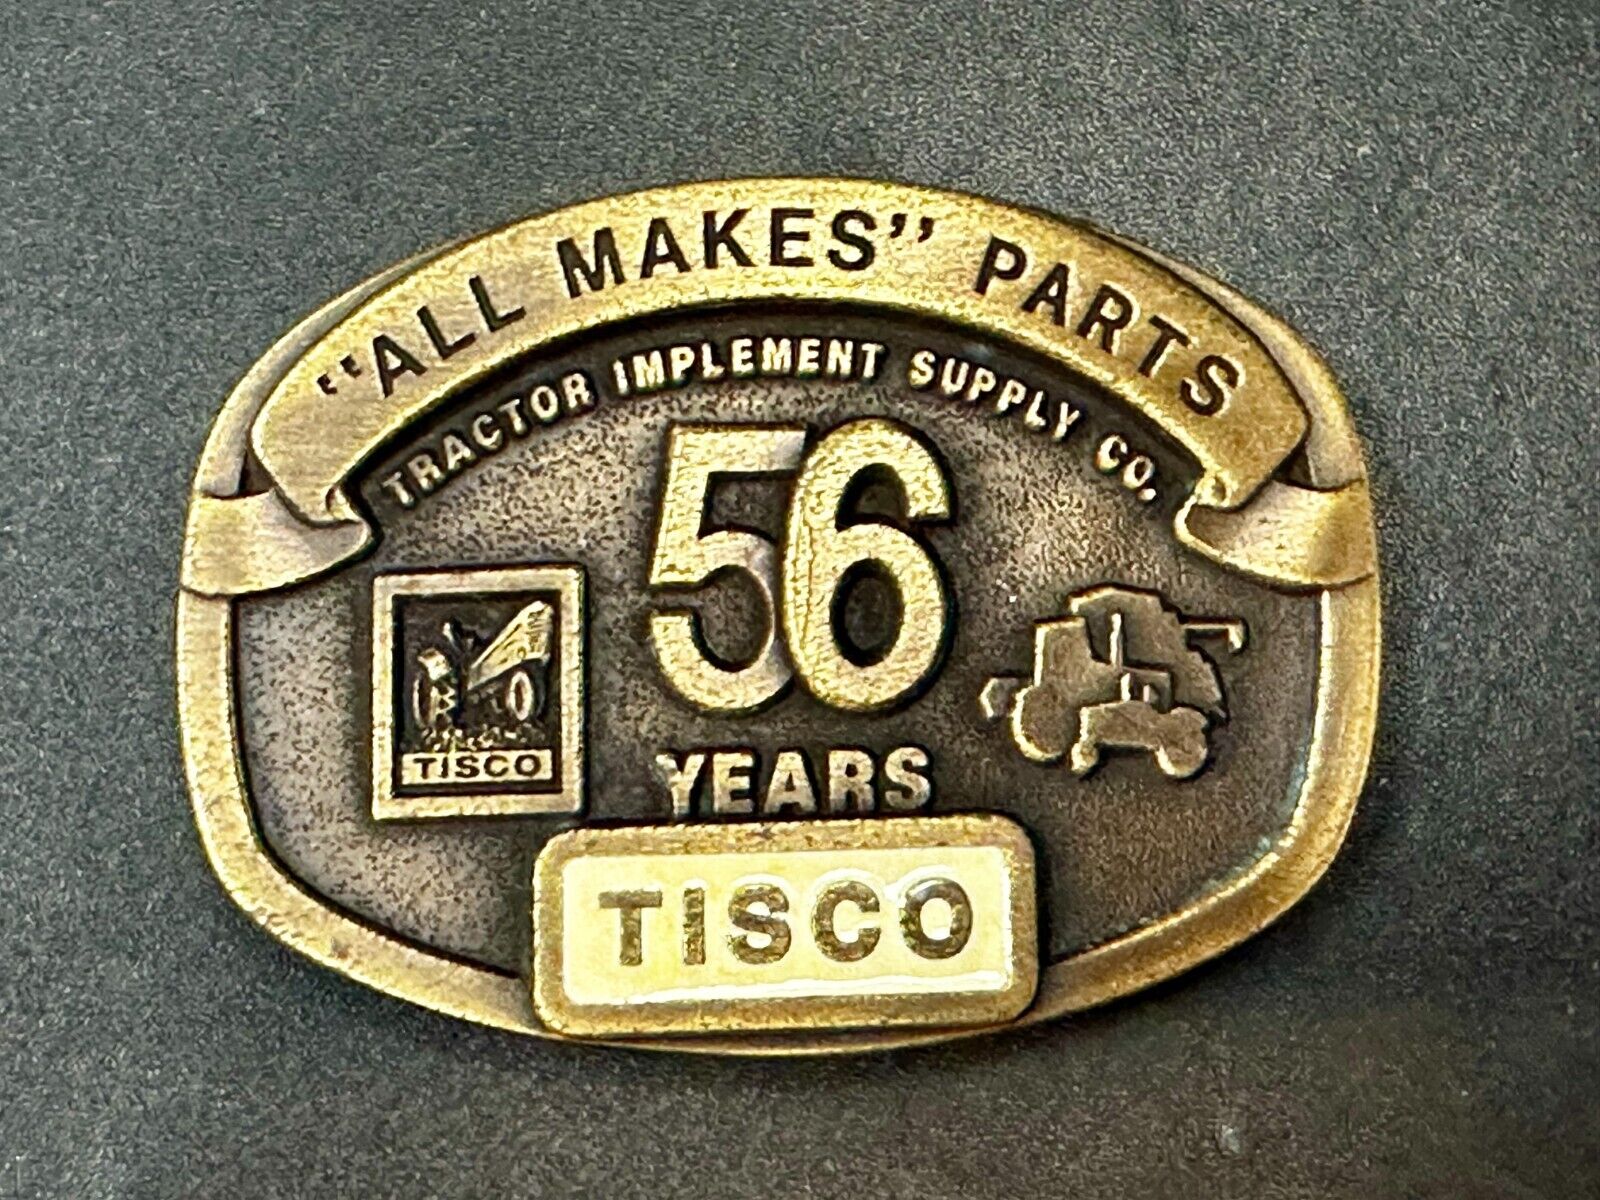 "ALL MAKES" PARTS
TRACTOR IMPLEMENT SUPPLY CO.
56
YEARS
TISCO
TISCO